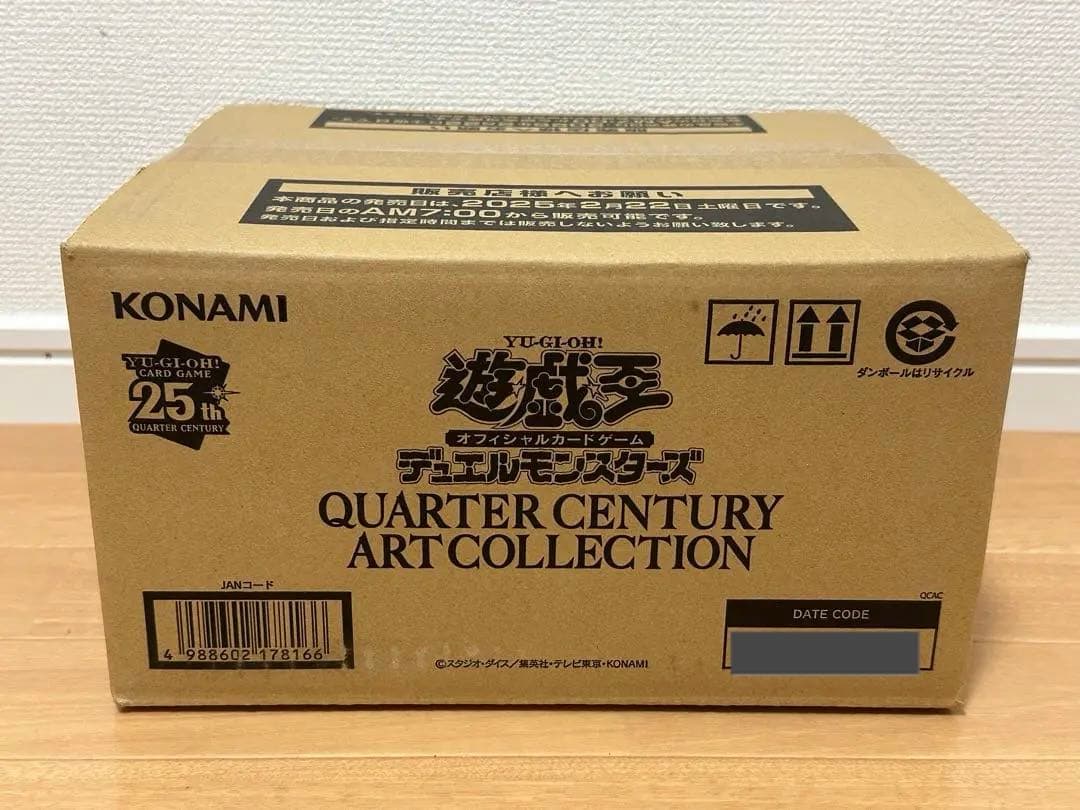 販売店様へお願い
本商品の発売日は、2025年2月22日土曜日です。
発売日のAM7:00から販売可能です。
発売日および指定時間までは販売しないようお願い致します。
KONAMI
YU-GI-OH!
CARD GAME
25th
QUARTER CENTURY
YU-GI-OH!
遊戯王
オフィシャルカードゲーム
デュエルモンスターズ
QUARTER CENTURY
ART COLLECTION
ダンボールはリサイクル
JANコード
4 988602 178166
©スタジオ・ダイス/集英社・テレビ東京・KONAMI
QCAC
DATE CODE